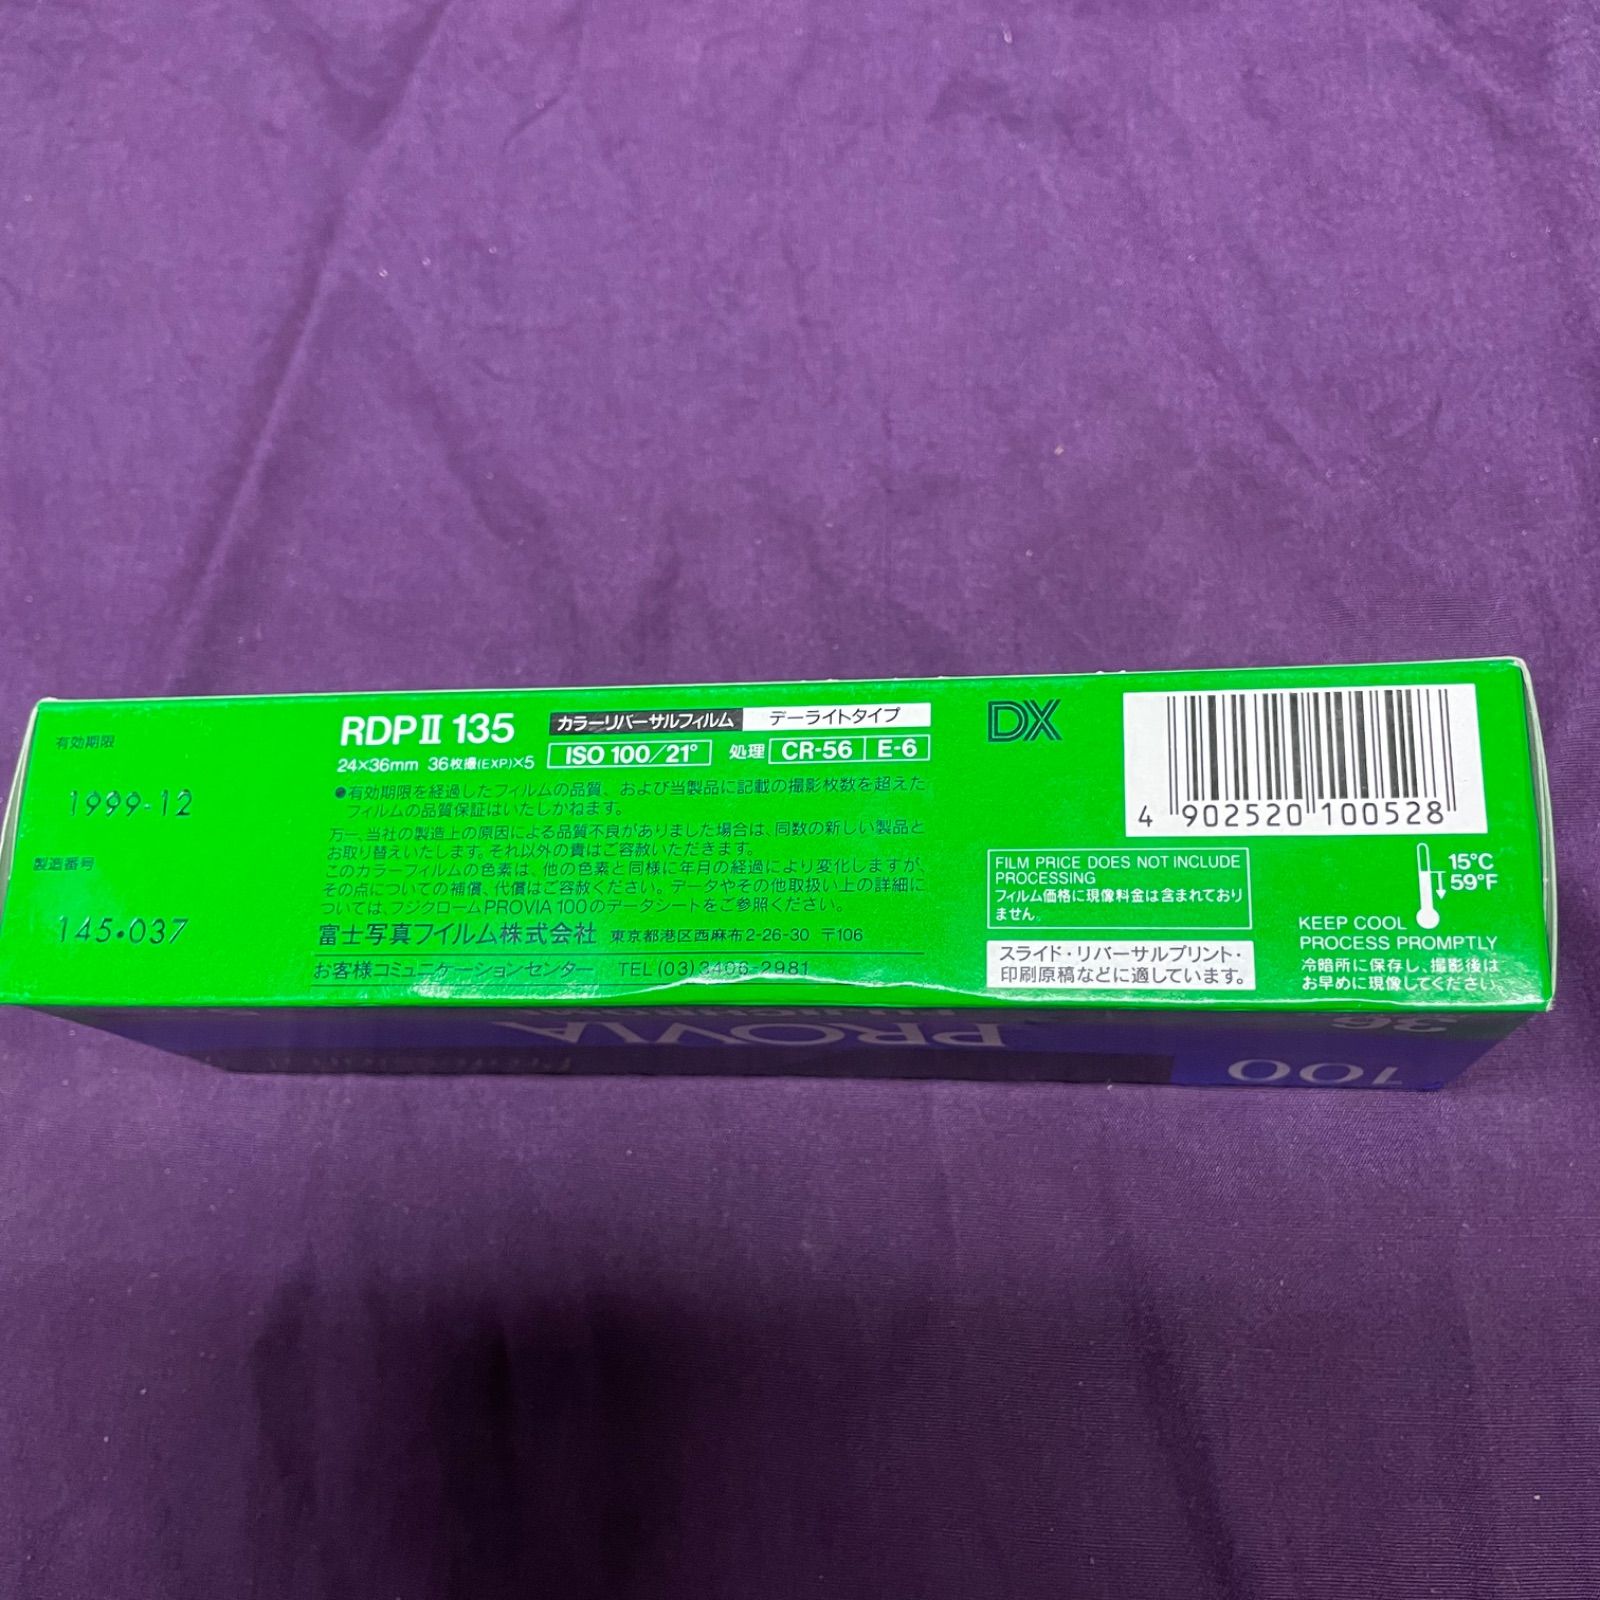 有効期限
1999-12
製造番号
145・037
RDPⅡ 135
24×36mm 36枚撮(EXP.)×5
カラーリバーサルフィルム デーライトタイプ
ISO 100/21° 処理 CR-56 E-6
●有効期限を経過したフィルムの品質、および当製品に記載の撮影枚数を超えた
フィルムの品質保証はいたしかねます。
万一、当社の製造上の原因による品質不良がありました場合は、同数の新しい製品と
お取り替えいたします。それ以外の責はご容赦いただきます。
このカラーフィルムの色素は、他の色素と同様に年月の経過により変化しますが、
その点についての補償、代償はご容赦ください。データやその他取扱い上の詳細に
ついては、フジクロームPROVIA 100のデータシートをご参照ください。
富士写真フイルム株式会社 東京都港区西麻布2-26-30 〒106
お客様コミュニケーションセンター TEL(03)3406-2981
DX
4 902520 100528
FILM PRICE DOES NOT INCLUDE
PROCESSING
フィルム価格に現像料金は含まれており
ません。
スライド・リバーサルプリント・
印刷原稿などに適しています。
15°C
59°F
KEEP COOL
PROCESS PROMPTLY
冷暗所に保存し、撮影後は
お早めに現像してください。
36
PROVIA
100